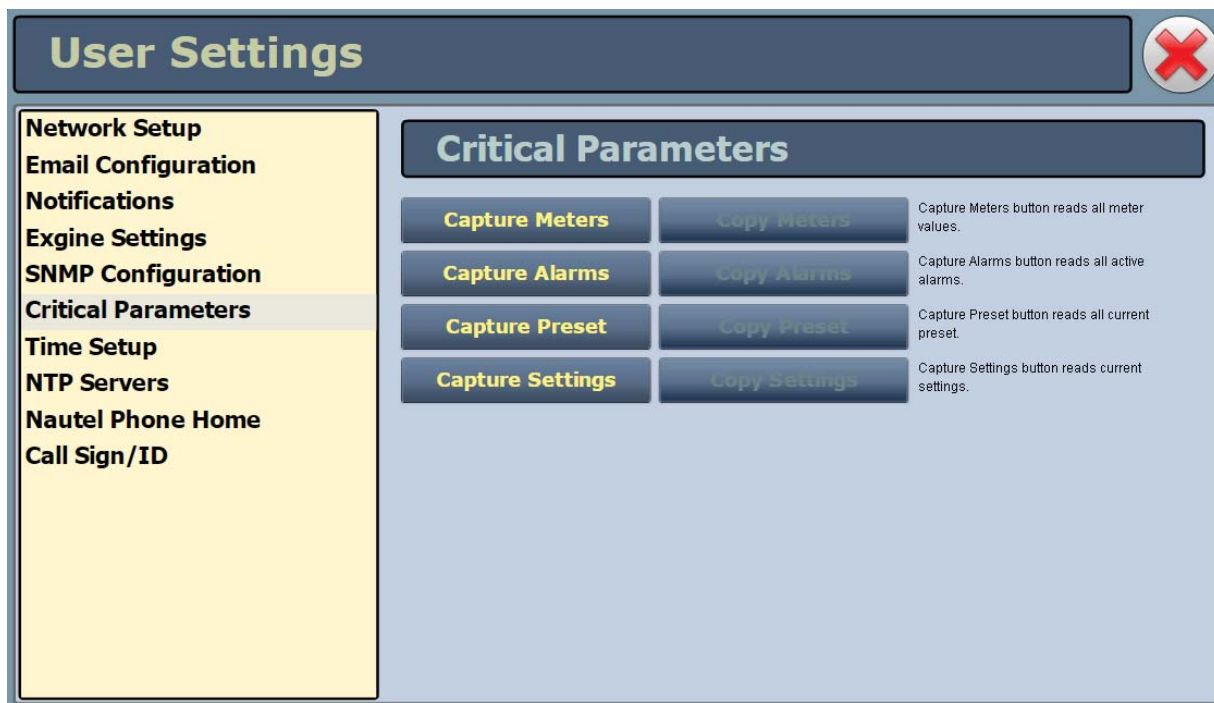 User Settings
Network Setup
Email Configuration
Notifications
Exgine Settings
SNMP Configuration
Critical Parameters
Time Setup
NTP Servers
Nautel Phone Home
Call Sign/ID
Critical Parameters
Capture Meters
Copy Meters
Capture Meters button reads all meter
values.
Capture Alarms
Copy Alarms
Capture Alarms button reads all active
alarms.
Capture Preset
Copy Preset
Capture Preset button reads all current
preset.
Capture Settings
Copy Settings
Capture Settings button reads current
settings.